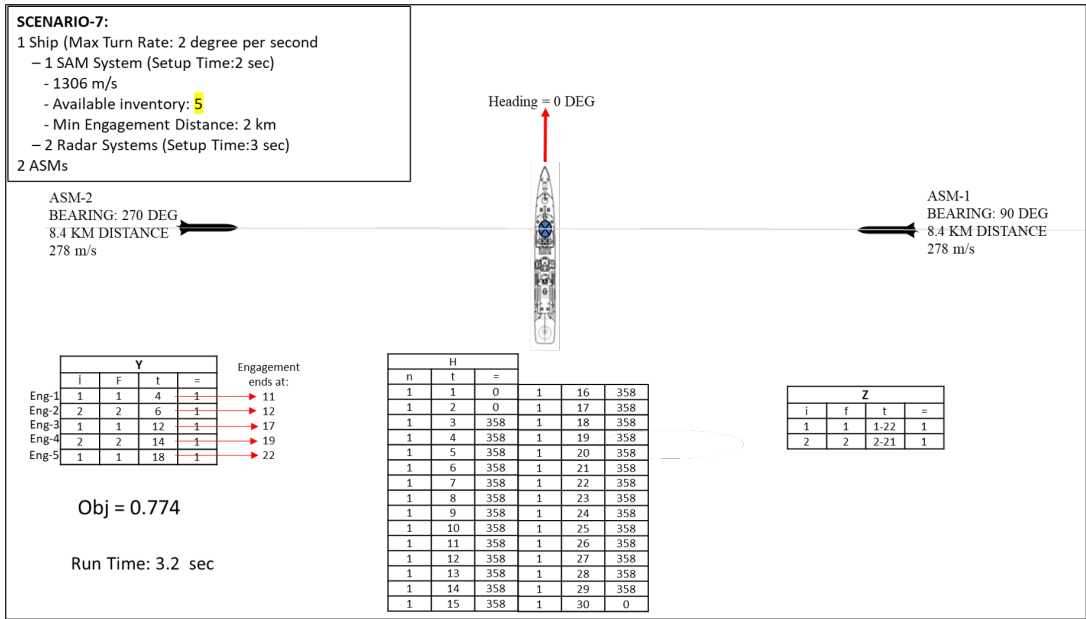 SCENARIO-7:
1 Ship (Max Turn Rate: 2 degree per second
– 1 SAM System (Setup Time:2 sec)
- 1306 m/s
- Available inventory: 5
- Min Engagement Distance: 2 km
– 2 Radar Systems (Setup Time:3 sec)
2 ASMs
Heading = 0 DEG
ASM-2
BEARING: 270 DEG
8.4 KM DISTANCE
278 m/s
ASM-1
BEARING: 90 DEG
8.4 KM DISTANCE
278 m/s
Y
İ F t =
Engagement
ends at:
Eng-1 1 1 4 1 11
Eng-2 2 2 6 1 12
Eng-3 1 1 12 1 17
Eng-4 2 2 14 1 19
Eng-5 1 1 18 1 22
Obj = 0.774
Run Time: 3.2 sec
H
n t =
1 1 0 1 16 358
1 2 0 1 17 358
1 3 358 1 18 358
1 4 358 1 19 358
1 5 358 1 20 358
1 6 358 1 21 358
1 7 358 1 22 358
1 8 358 1 23 358
1 9 358 1 24 358
1 10 358 1 25 358
1 11 358 1 26 358
1 12 358 1 27 358
1 13 358 1 28 358
1 14 358 1 29 358
1 15 358 1 30 0
Z
i f t =
1 1 1-22 1
2 2 2-21 1